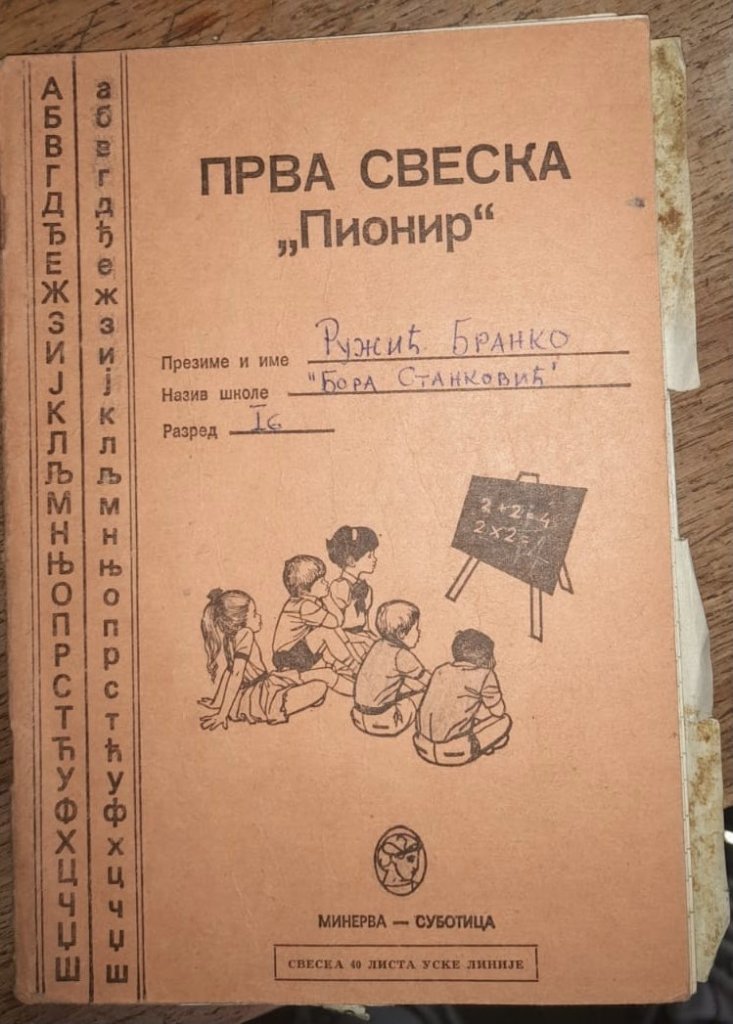 ПРВА СВЕСКА
„Пионир“
Презиме и име Ружић Бранко
Назив школе "Бора Станковић"
Разред I6
2+2=4
2x2=4
МИНЕРВА — СУБОТИЦА
СВЕСКА 40 ЛИСТА УСКЕ ЛИНИЈЕ
А а
Б б
В в
Г г
Д д
Ђ ђ
Е е
Ж ж
З з
И и
Ј ј
К к
Л л
Љ љ
М м
Н н
Њ њ
О о
П п
Р р
С с
Т т
Ћ ћ
У у
Ф ф
Х х
Ц ц
Ч ч
Џ џ
Ш ш